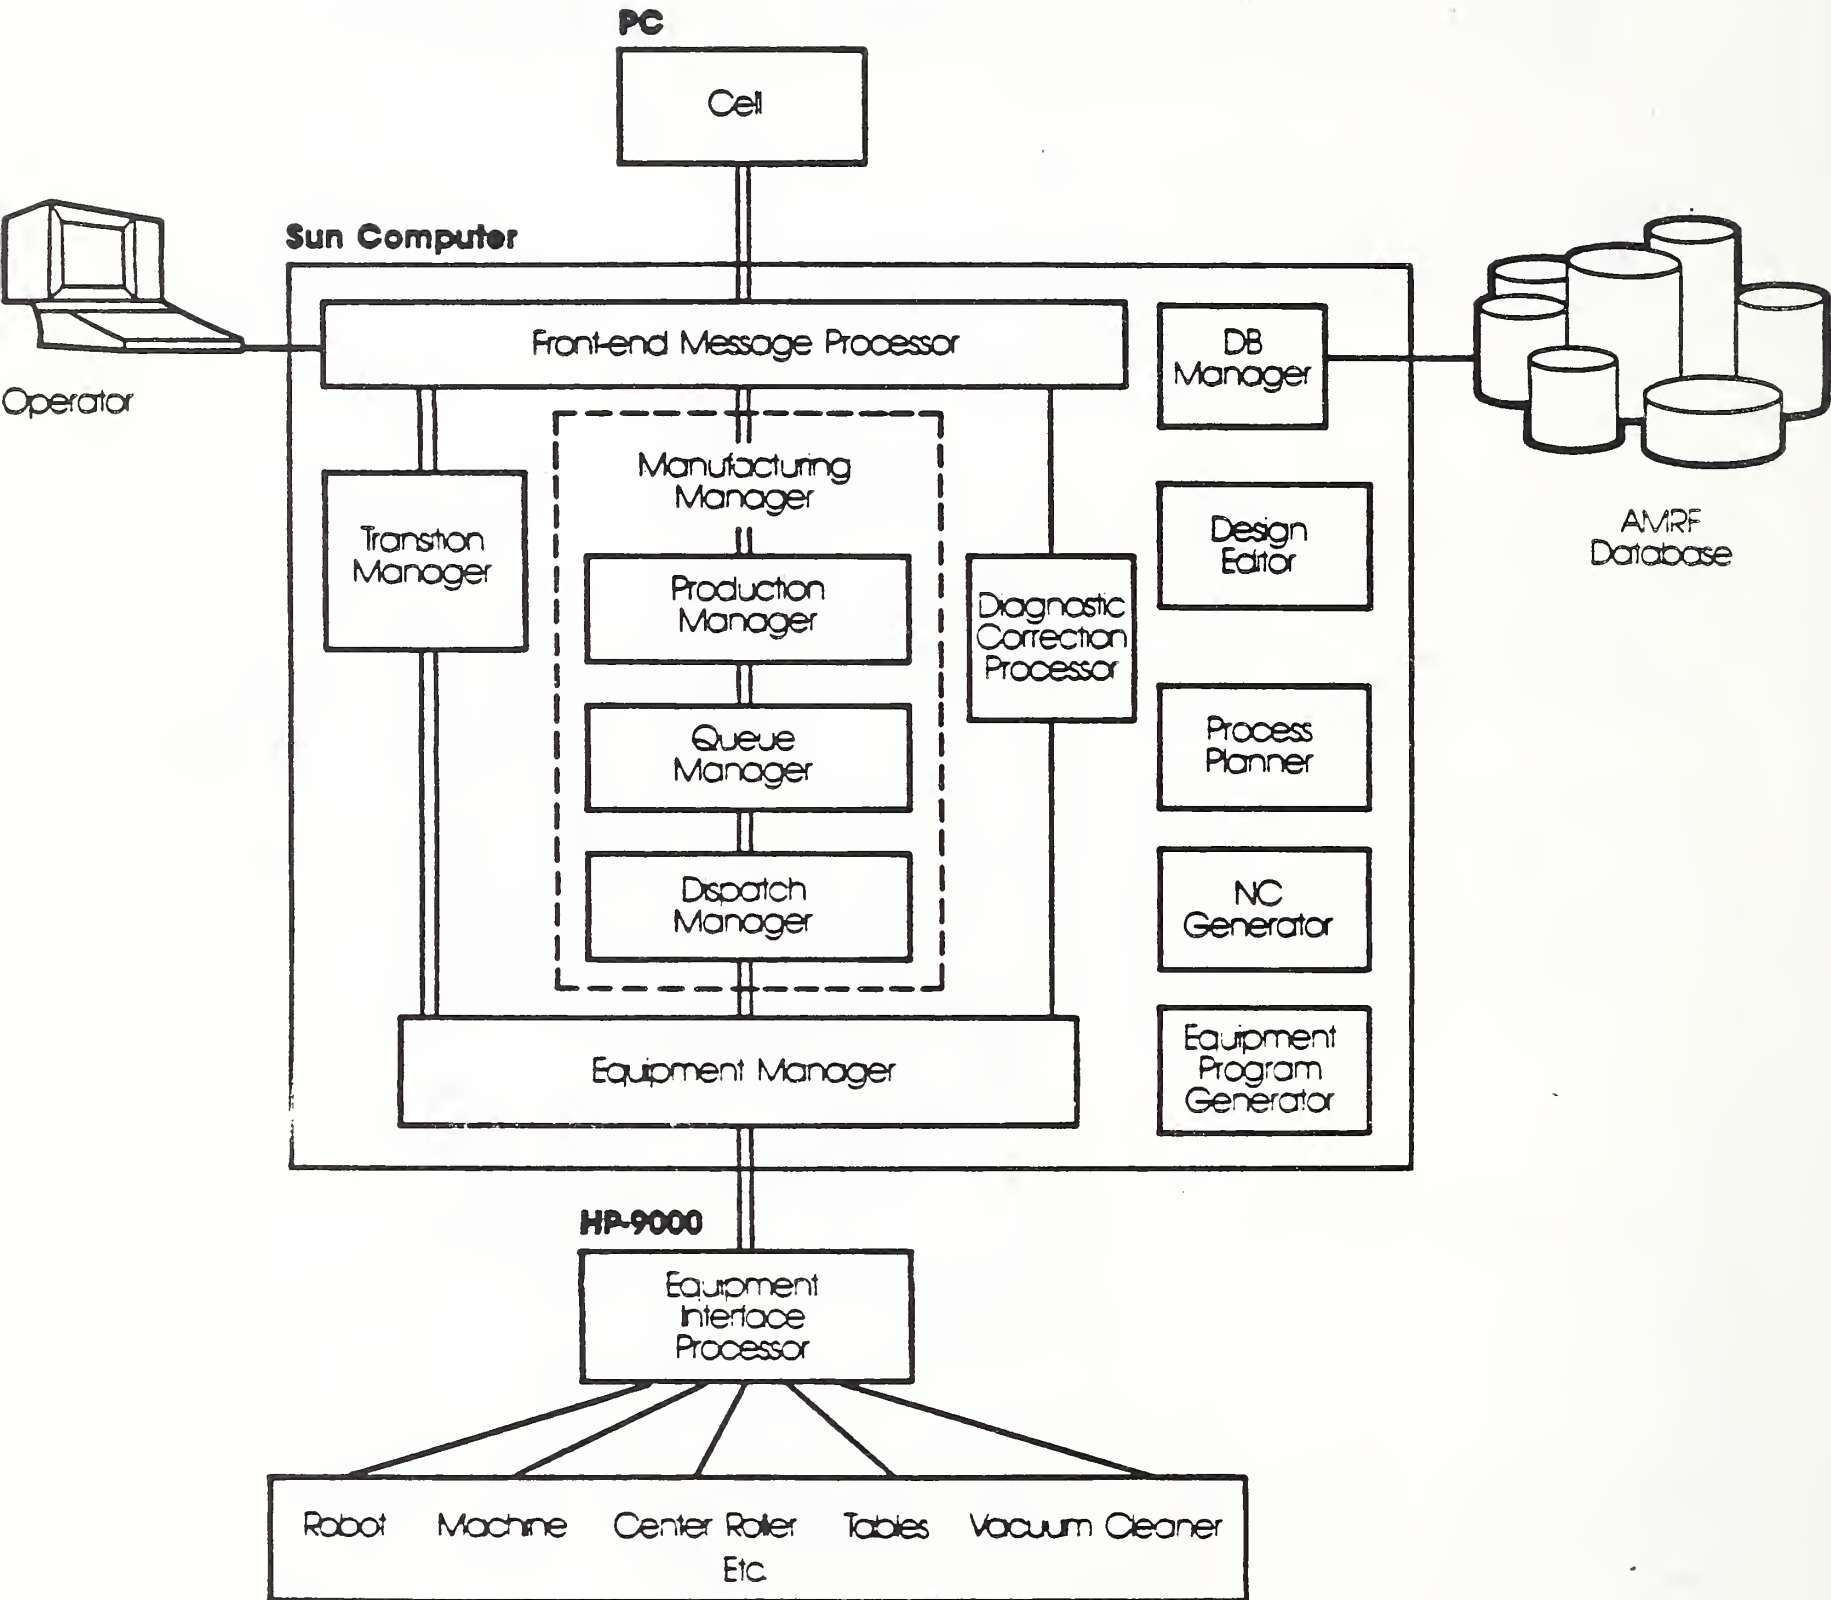 PC
Cell
Sun Computer
Operator
Front-end Message Processor
DB
Manager
AMRF
Database
Transition
Manager
Manufacturing
Manager
Production
Manager
Queue
Manager
Dispatch
Manager
Diagnostic
Correction
Processor
Design
Editor
Process
Planner
NC
Generator
Equipment
Program
Generator
Equipment Manager
HP-9000
Equipment
Interface
Processor
Robot Machine Center Roller Tables Vacuum Cleaner
Etc.